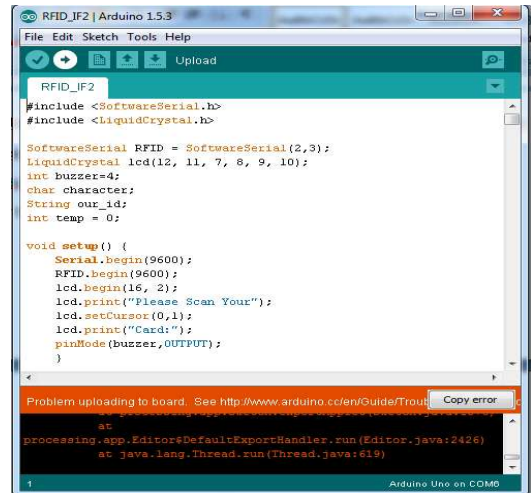 RFID_IF2 | Arduino 1.5.3
File Edit Sketch Tools Help
Upload
RFID_IF2
#include <SoftwareSerial.h>
#include <LiquidCrystal.h>
SoftwareSerial RFID = SoftwareSerial(2,3);
LiquidCrystal lcd(12, 11, 7, 8, 9, 10);
int buzzer=4;
char character;
String our_id;
int temp = 0;
void setup() {
Serial.begin(9600);
RFID.begin(9600);
lcd.begin(16, 2);
lcd.print("Please Scan Your");
lcd.setCursor(0,1);
lcd.print("Card:");
pinMode(buzzer,OUTPUT);
}
Problem uploading to board. See http://www.arduino.cc/en/Guide/Troub
Copy error
at
processing.app.Editor$DefaultExportHandler.run(Editor.java:2426)
at java.lang.Thread.run(Thread.java:619)
1
Arduino Uno on COM6